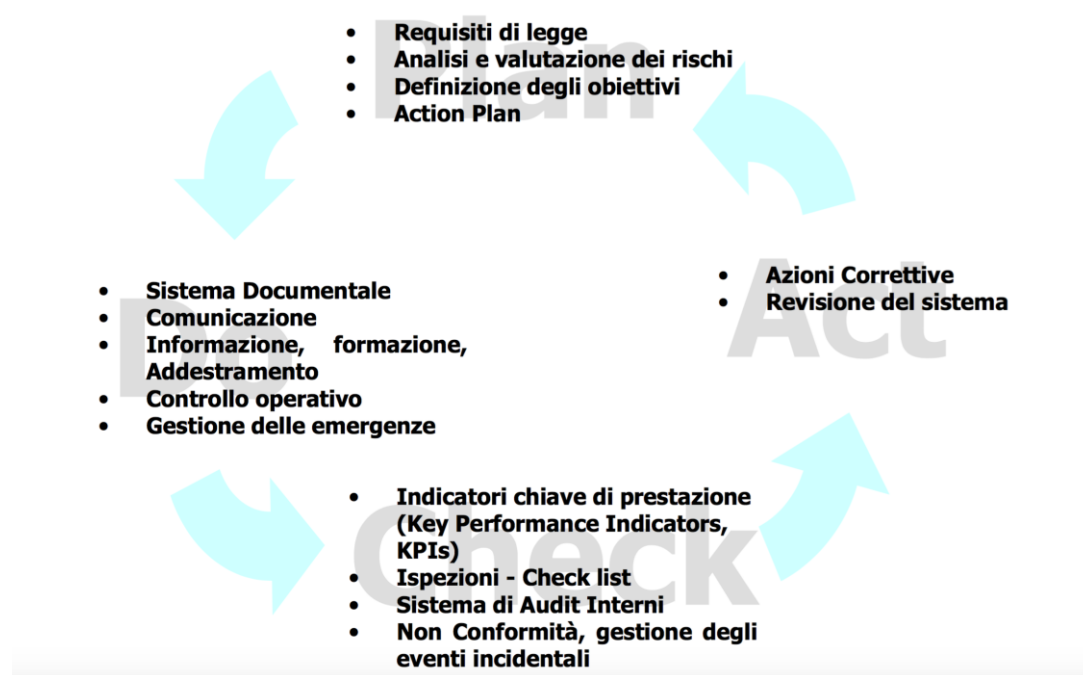 Plan
• Requisiti di legge
• Analisi e valutazione dei rischi
• Definizione degli obiettivi
• Action Plan
Do
• Sistema Documentale
• Comunicazione
• Informazione, formazione,
Addestramento
• Controllo operativo
• Gestione delle emergenze
Check
• Indicatori chiave di prestazione
(Key Performance Indicators,
KPIs)
• Ispezioni - Check list
• Sistema di Audit Interni
• Non Conformità, gestione degli
eventi incidentali
Act
• Azioni Correttive
• Revisione del sistema